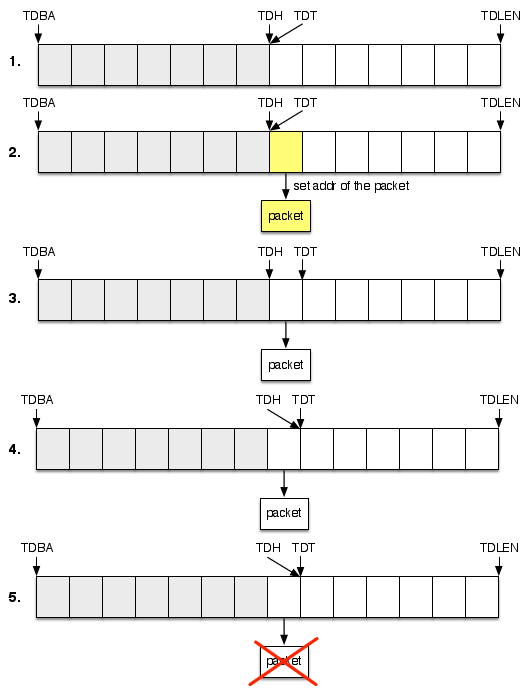 TDBA TDH TDT TDLEN
1.
TDBA TDH TDT TDLEN
2.
set addr of the packet
packet
TDBA TDH TDT TDLEN
3.
packet
TDBA TDH TDT TDLEN
4.
packet
TDBA TDH TDT TDLEN
5.
packet